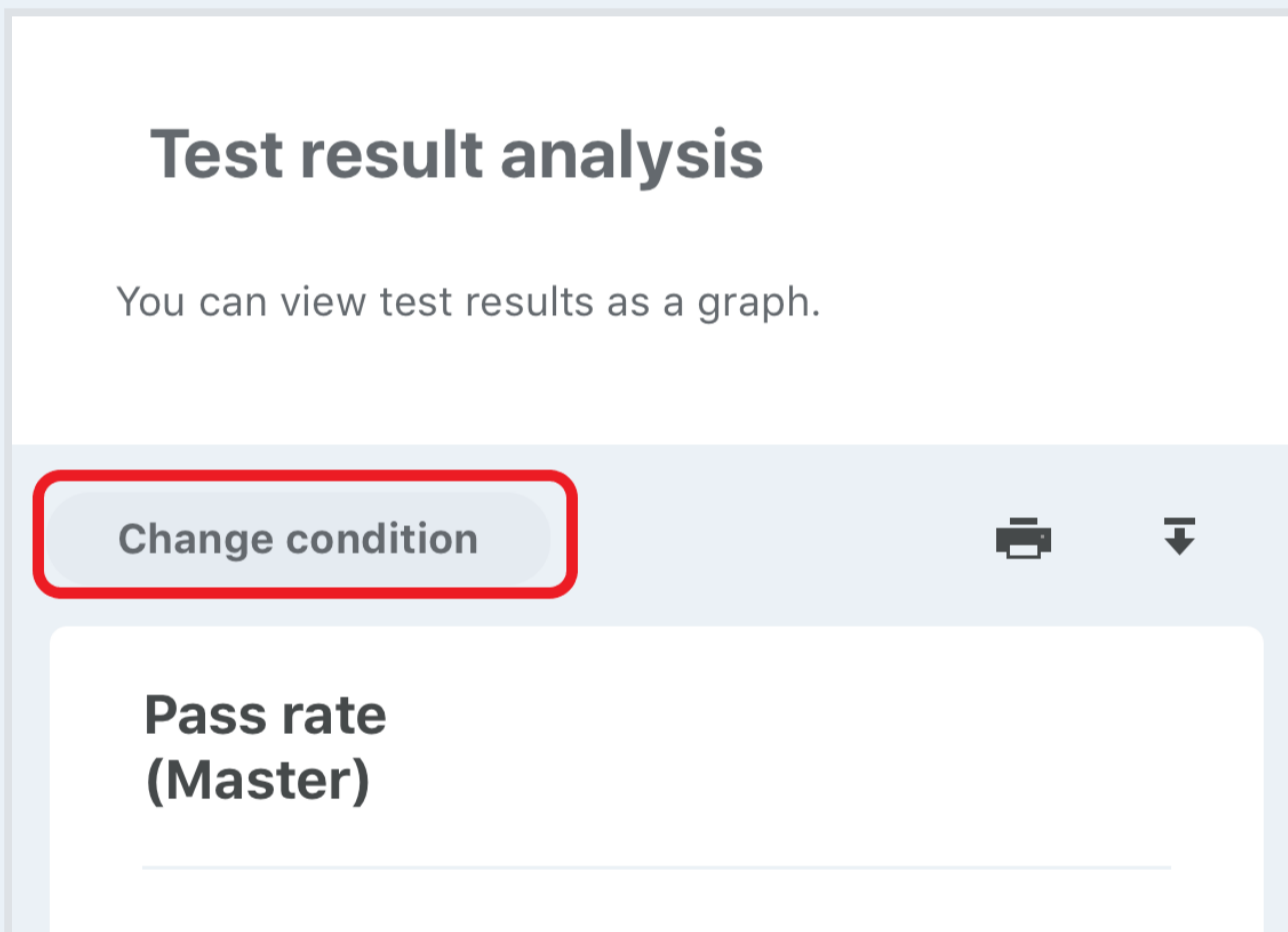 Test result analysis
You can view test results as a graph.
Change condition
Pass rate
(Master)